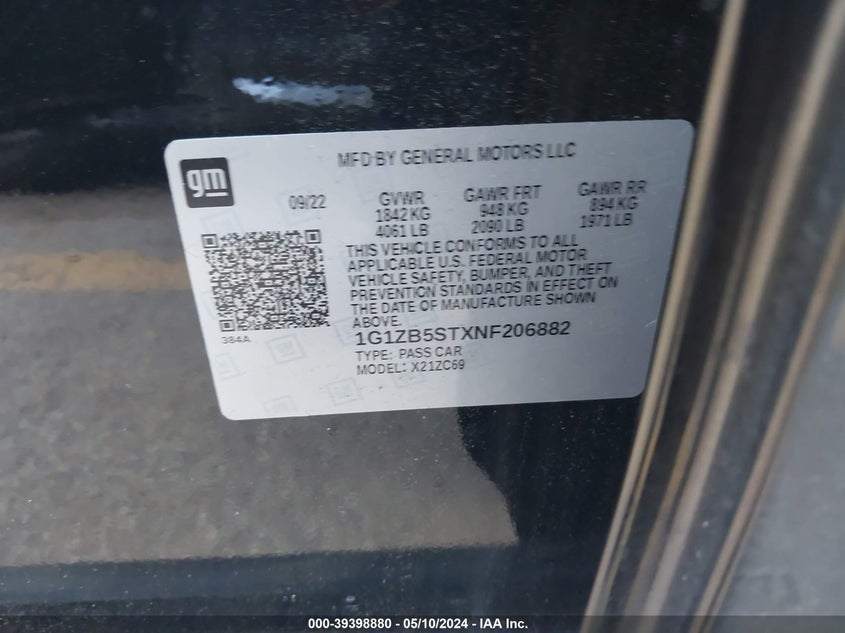 gm
MFD BY GENERAL MOTORS LLC
09/22
GVWR
1842 KG
4061 LB
GAWR FRT
948 KG
2090 LB
GAWR RR
894 KG
1971 LB
THIS VEHICLE CONFORMS TO ALL
APPLICABLE U.S. FEDERAL MOTOR
VEHICLE SAFETY, BUMPER, AND THEFT
PREVENTION STANDARDS IN EFFECT ON
THE DATE OF MANUFACTURE SHOWN
ABOVE.
384A
1G1ZB5STXNF206882
TYPE: PASS CAR
MODEL: X21ZC69
000-39398880 - 05/10/2024 - IAA Inc.